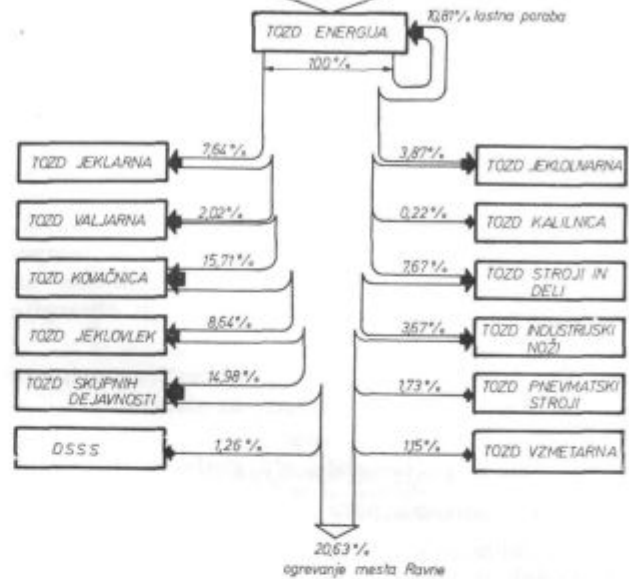 10,81% lastna poraba
TOZD ENERGIJA
100%
7,64%
TOZD JEKLARNA
3,87%
TOZD JEKLOLIVARNA
2,02%
TOZD VALJARNA
0,22%
TOZD KALILNICA
15,71%
TOZD KOVAČNICA
7,67%
TOZD STROJI IN
DELI
8,64%
TOZD JEKLOVLEK
3,67%
TOZD INDUSTRIJSKI
NOŽI
14,98%
TOZD SKUPNIH
DEJAVNOSTI
1,73%
TOZD PNEVMATSKI
STROJI
1,26%
DSSS
1,15%
TOZD VZMETARNA
20,63%
ogrevanje mesta Ravne